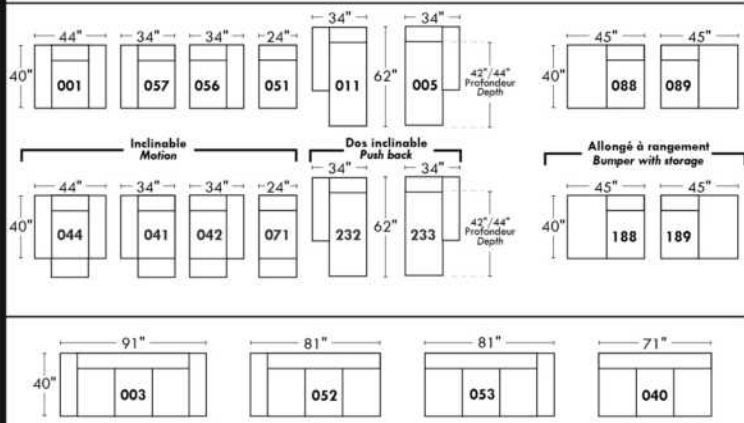 44" 34" 34" 24" 34" 34" 45" 45"
40" 001 057 056 051 011 62" 005 42"/44" Profondeur Depth 40" 088 089
Inclinable
Motion
Dos inclinable
Push back
Allongé à rangement
Bumper with storage
44" 34" 34" 24" 34" 34" 45" 45"
40" 044 041 042 071 232 62" 233 42"/44" Profondeur Depth 40" 188 189
91" 81" 81" 71"
40" 003 052 053 040